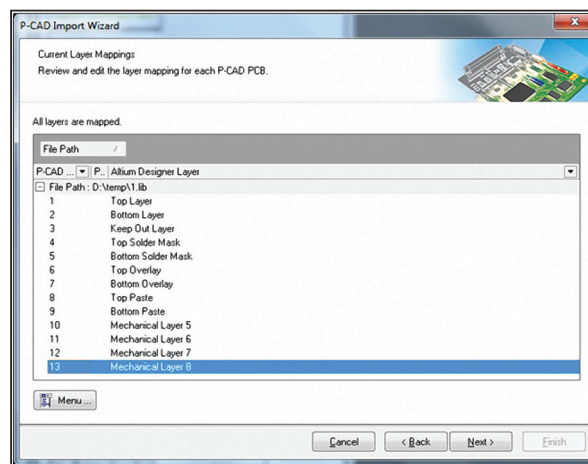 P-CAD Import Wizard
Current Layer Mappings
Review and edit the layer mapping for each P-CAD PCB.
All layers are mapped.
File Path
P-CAD ... P.. Altium Designer Layer
File Path : D:\temp\1.lib
1 Top Layer
2 Bottom Layer
3 Keep Out Layer
4 Top Solder Mask
5 Bottom Solder Mask
6 Top Overlay
7 Bottom Overlay
8 Top Paste
9 Bottom Paste
10 Mechanical Layer 5
11 Mechanical Layer 6
12 Mechanical Layer 7
13 Mechanical Layer 8
Menu ...
Cancel < Back Next > Finish